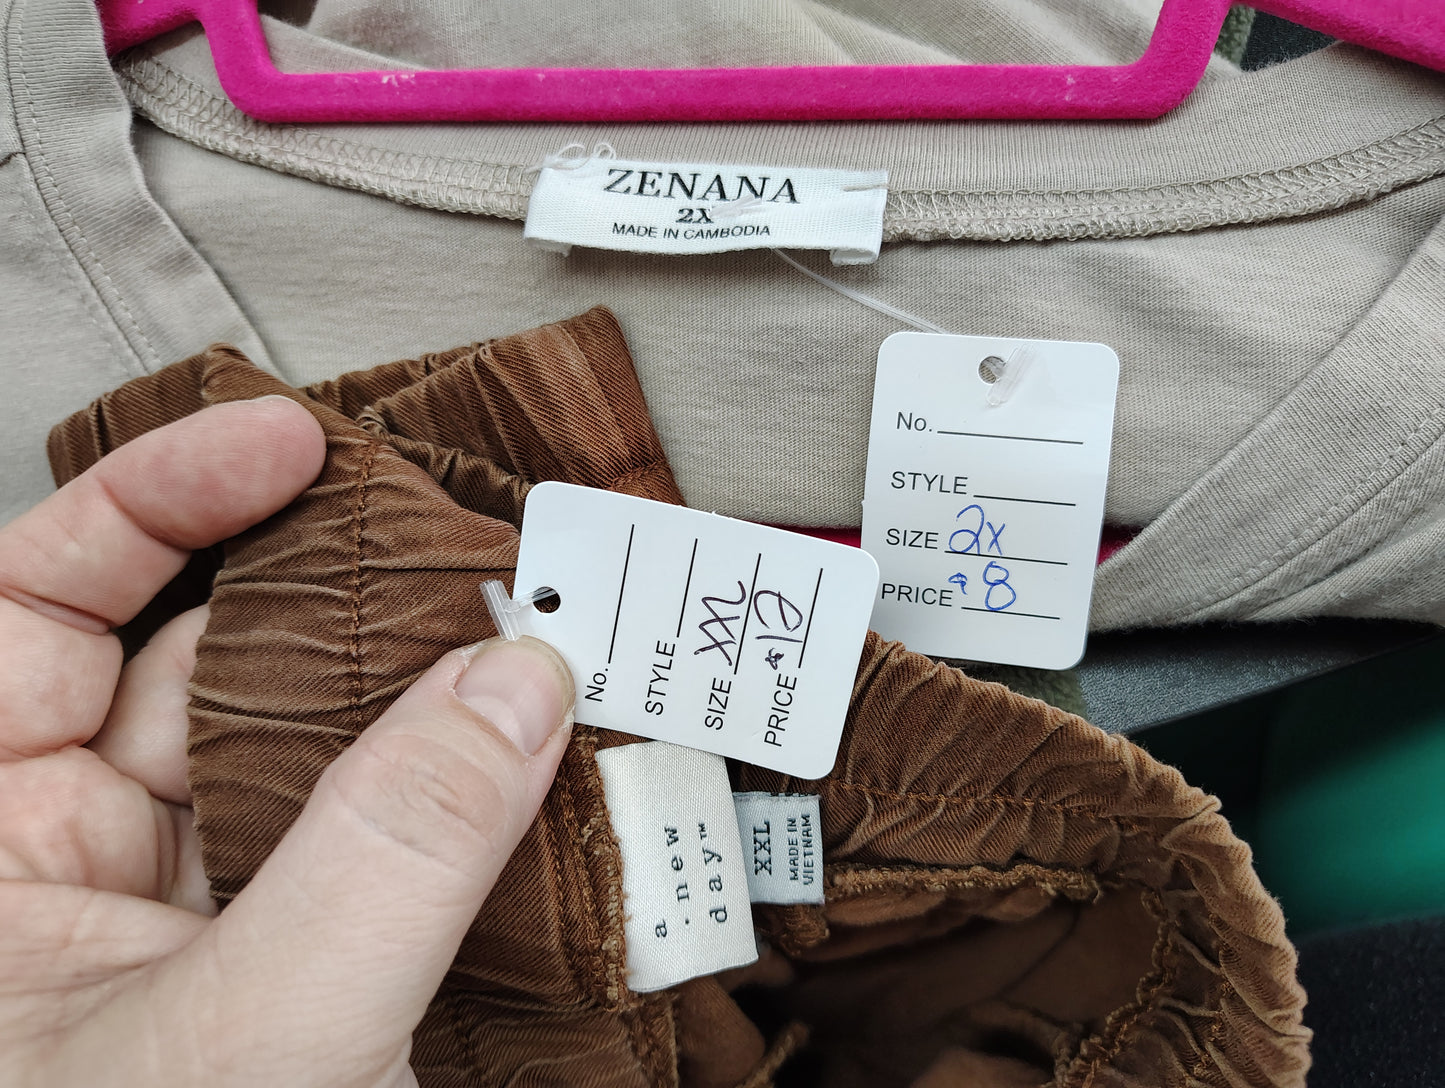 ZENANA
2X
MADE IN CAMBODIA
No.
STYLE
SIZE 2x
PRICE $8
No.
STYLE
SIZE XXL
PRICE $12
a
.new
day™
XXL
MADE IN
VIETNAM